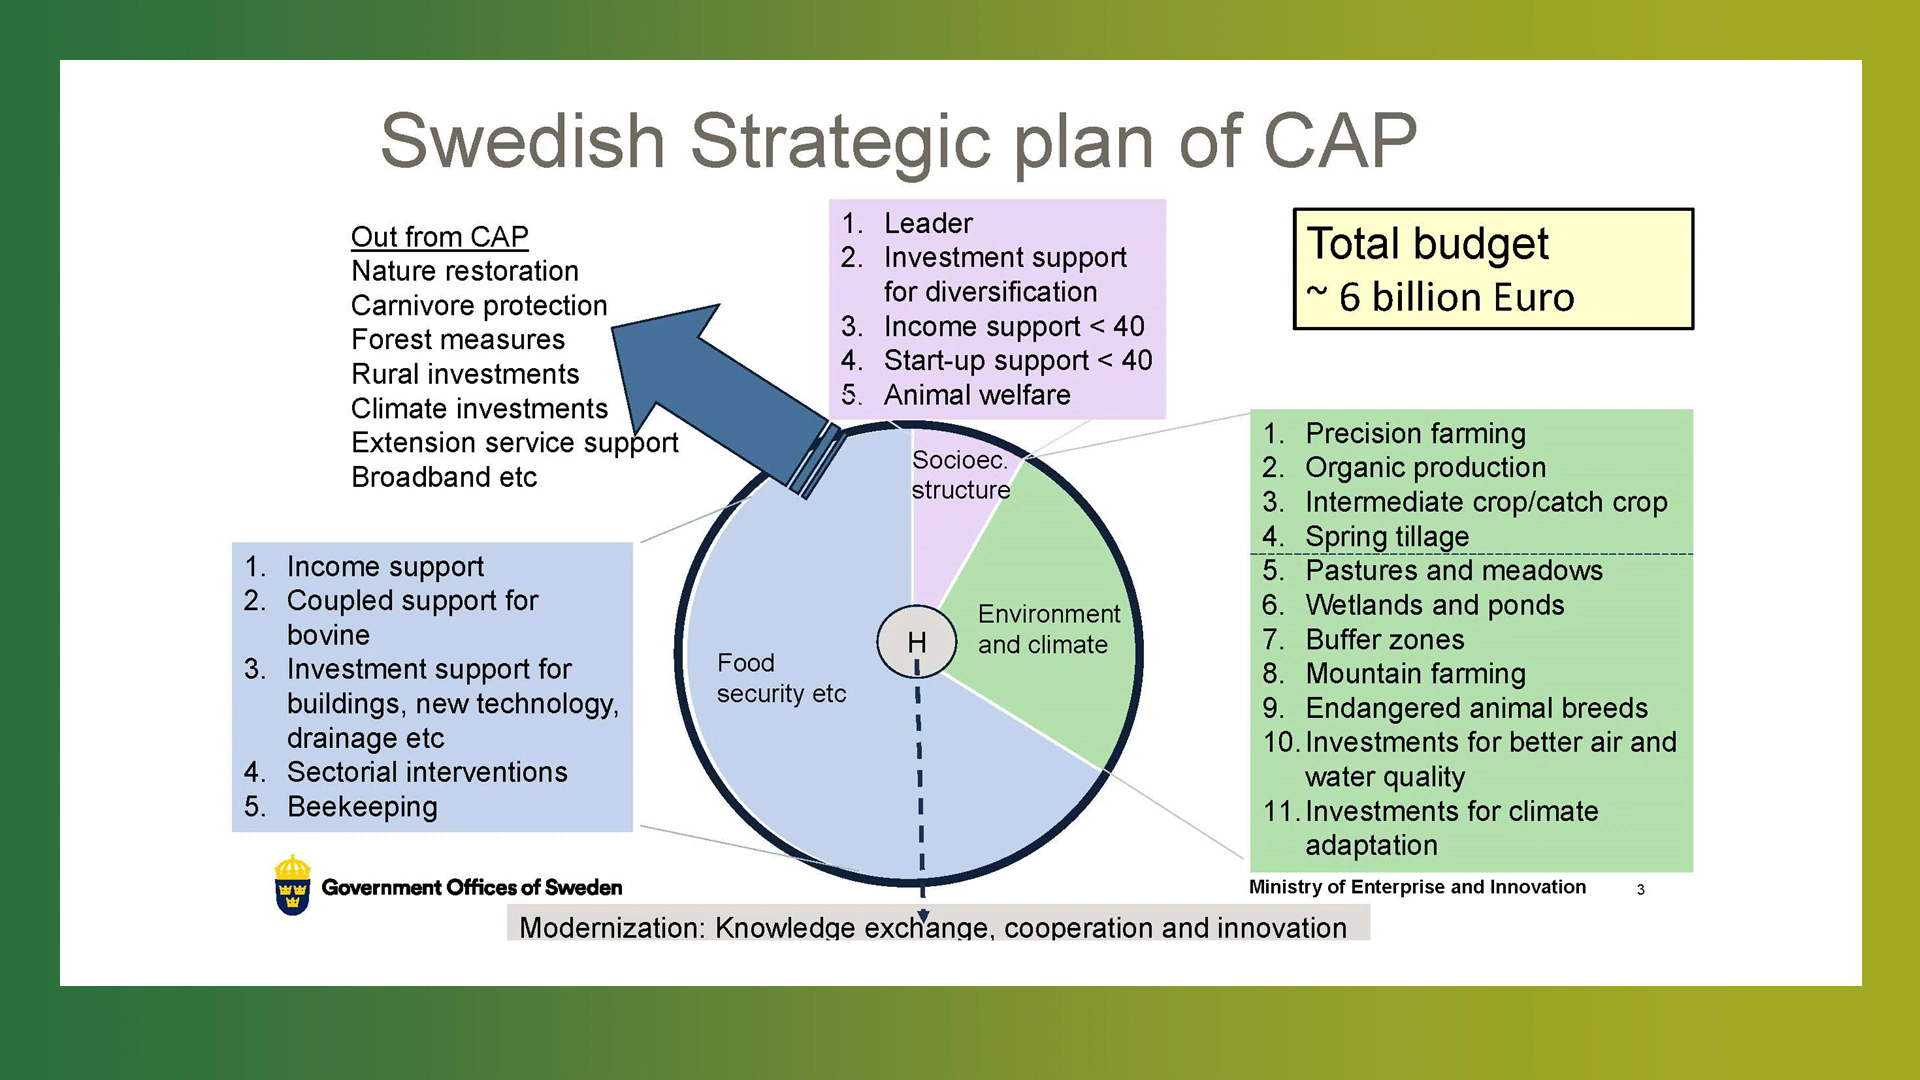 Swedish Strategic plan of CAP
Out from CAP
Nature restoration
Carnivore protection
Forest measures
Rural investments
Climate investments
Extension service support
Broadband etc
1. Leader
2. Investment support
for diversification
3. Income support < 40
4. Start-up support < 40
5. Animal welfare
Total budget
~ 6 billion Euro
1. Income support
2. Coupled support for
bovine
3. Investment support for
buildings, new technology,
drainage etc
4. Sectorial interventions
5. Beekeeping
Socioec.
structure
Environment
and climate
H
Food
security etc
1. Precision farming
2. Organic production
3. Intermediate crop/catch crop
4. Spring tillage
5. Pastures and meadows
6. Wetlands and ponds
7. Buffer zones
8. Mountain farming
9. Endangered animal breeds
10. Investments for better air and
water quality
11. Investments for climate
adaptation
Government Offices of Sweden
Ministry of Enterprise and Innovation 3
Modernization: Knowledge exchange, cooperation and innovation